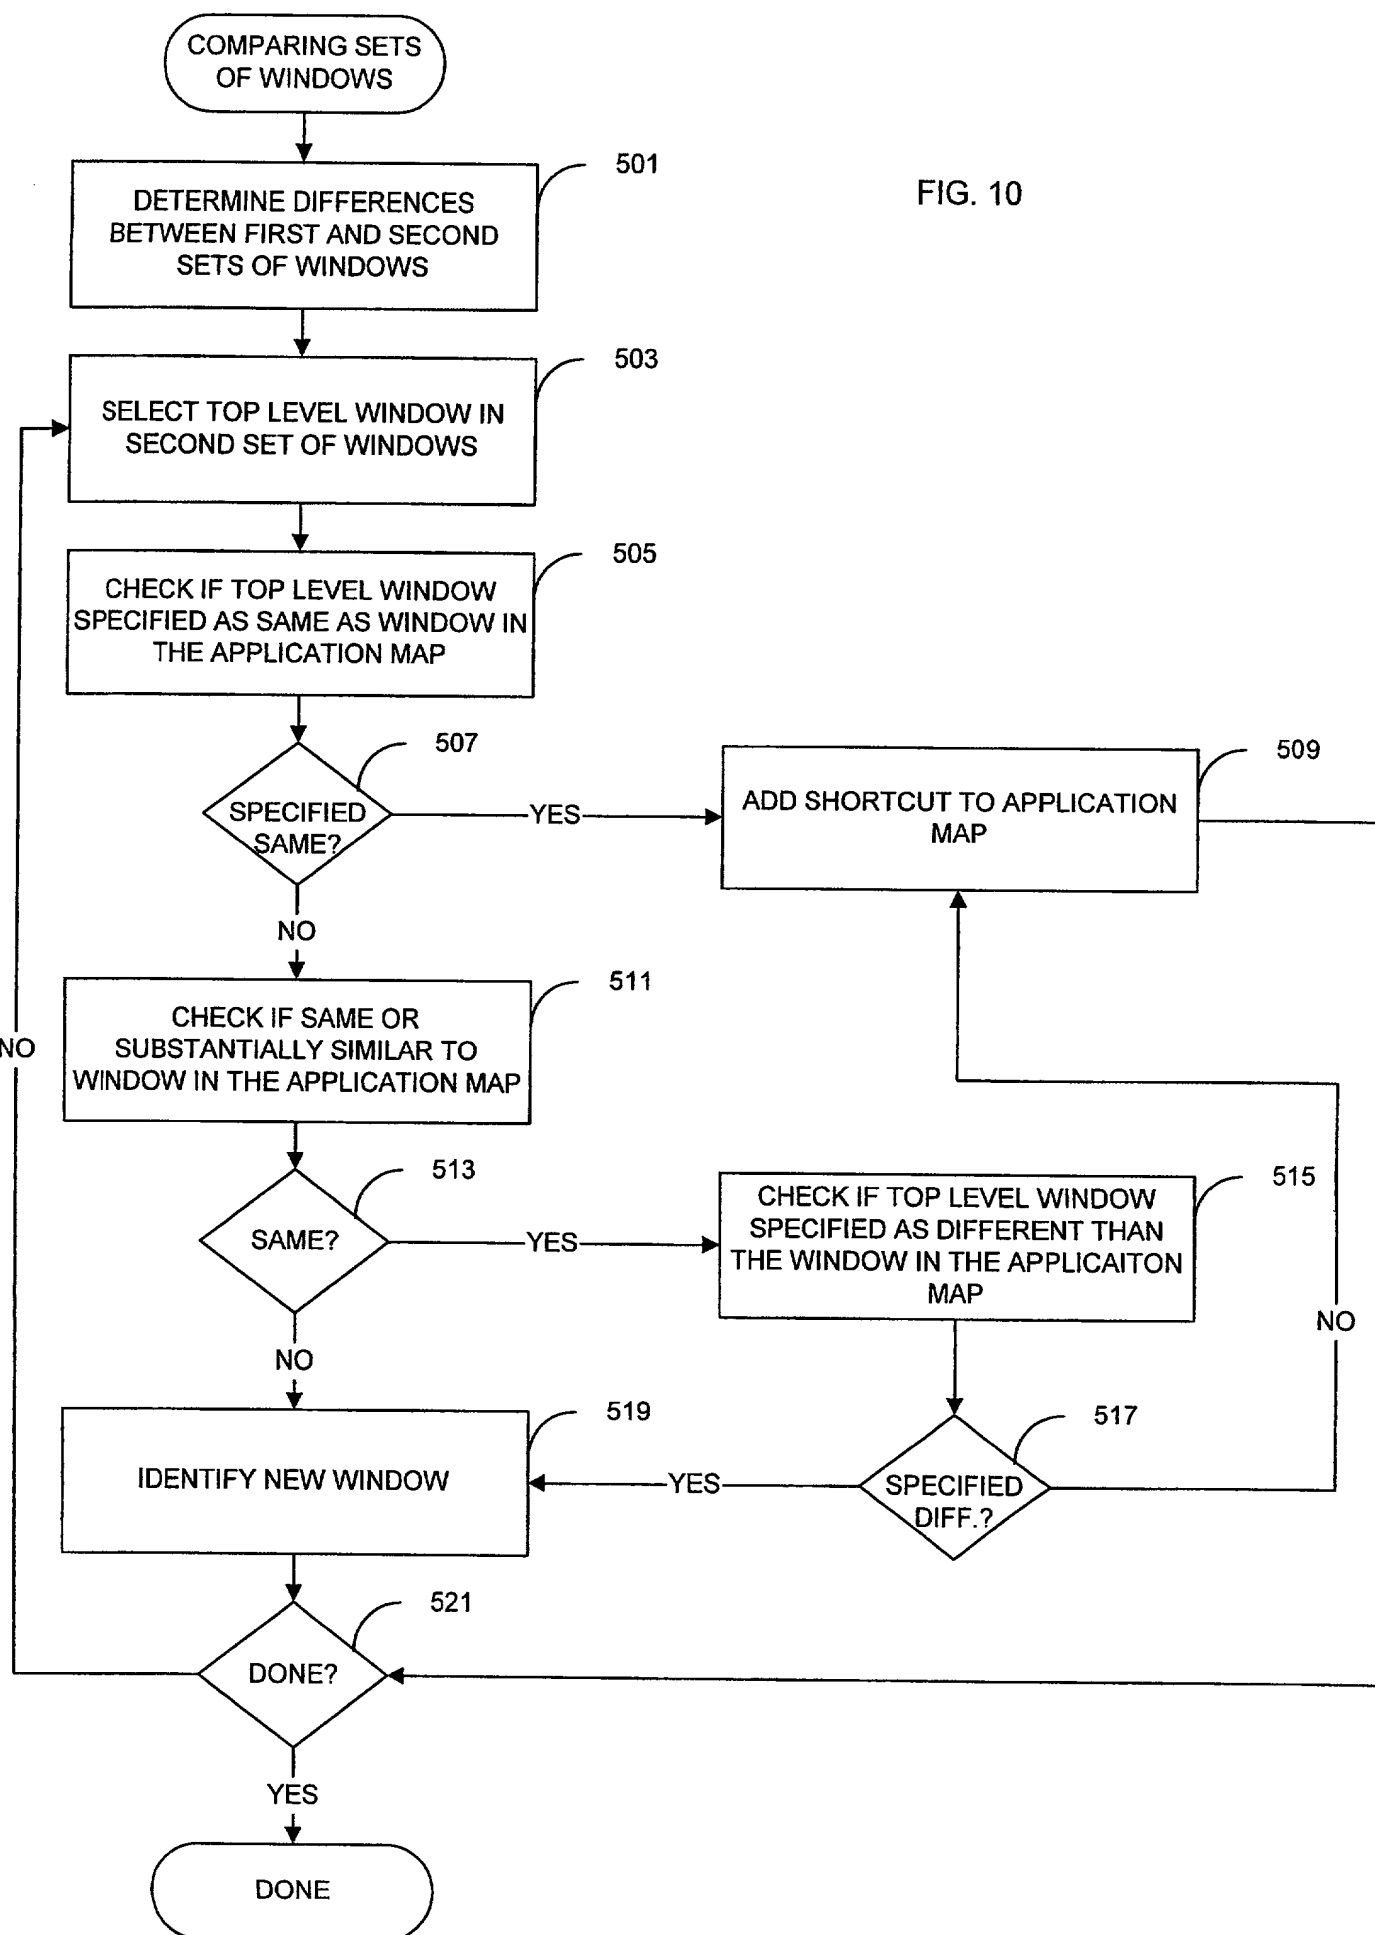 COMPARING SETS
OF WINDOWS
501
FIG. 10
DETERMINE DIFFERENCES
BETWEEN FIRST AND SECOND
SETS OF WINDOWS
503
SELECT TOP LEVEL WINDOW IN
SECOND SET OF WINDOWS
505
CHECK IF TOP LEVEL WINDOW
SPECIFIED AS SAME AS WINDOW IN
THE APPLICATION MAP
507
SPECIFIED
SAME?
YES
509
ADD SHORTCUT TO APPLICATION
MAP
NO
511
CHECK IF SAME OR
SUBSTANTIALLY SIMILAR TO
WINDOW IN THE APPLICATION MAP
NO
513
SAME?
YES
515
CHECK IF TOP LEVEL WINDOW
SPECIFIED AS DIFFERENT THAN
THE WINDOW IN THE APPLICAITON
MAP
NO
NO
519
IDENTIFY NEW WINDOW
YES
517
SPECIFIED
DIFF.?
521
DONE?
YES
DONE